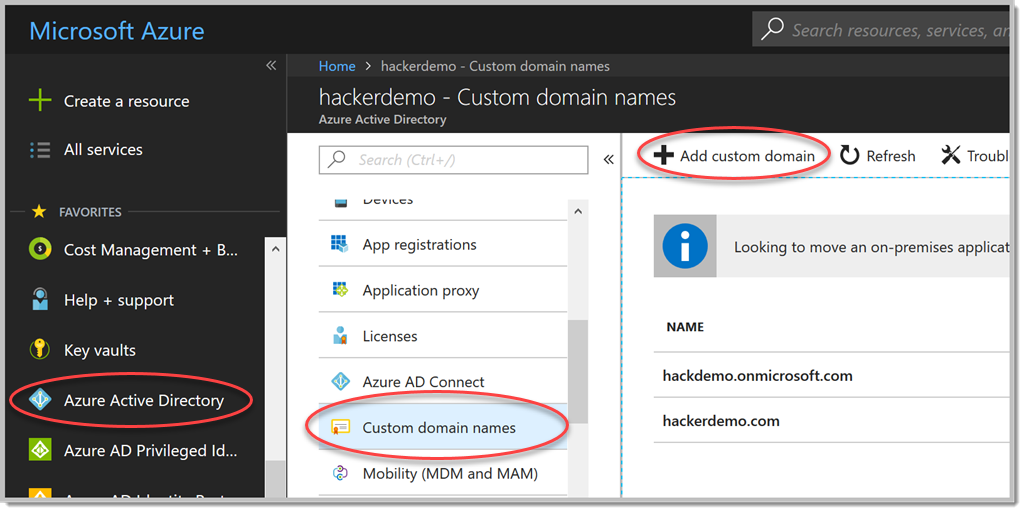 Microsoft Azure
Search resources, services, an
«
Create a resource
All services
FAVORITES
Cost Management + B...
Help + support
Key vaults
Azure Active Directory
Azure AD Privileged Id...
Home > hackerdemo - Custom domain names
hackerdemo - Custom domain names
Azure Active Directory
Search (Ctrl+/)
«
Devices
App registrations
Application proxy
Licenses
Azure AD Connect
Custom domain names
Mobility (MDM and MAM)
Add custom domain Refresh Troubl
Looking to move an on-premises applicat
NAME
hackdemo.onmicrosoft.com
hackerdemo.com